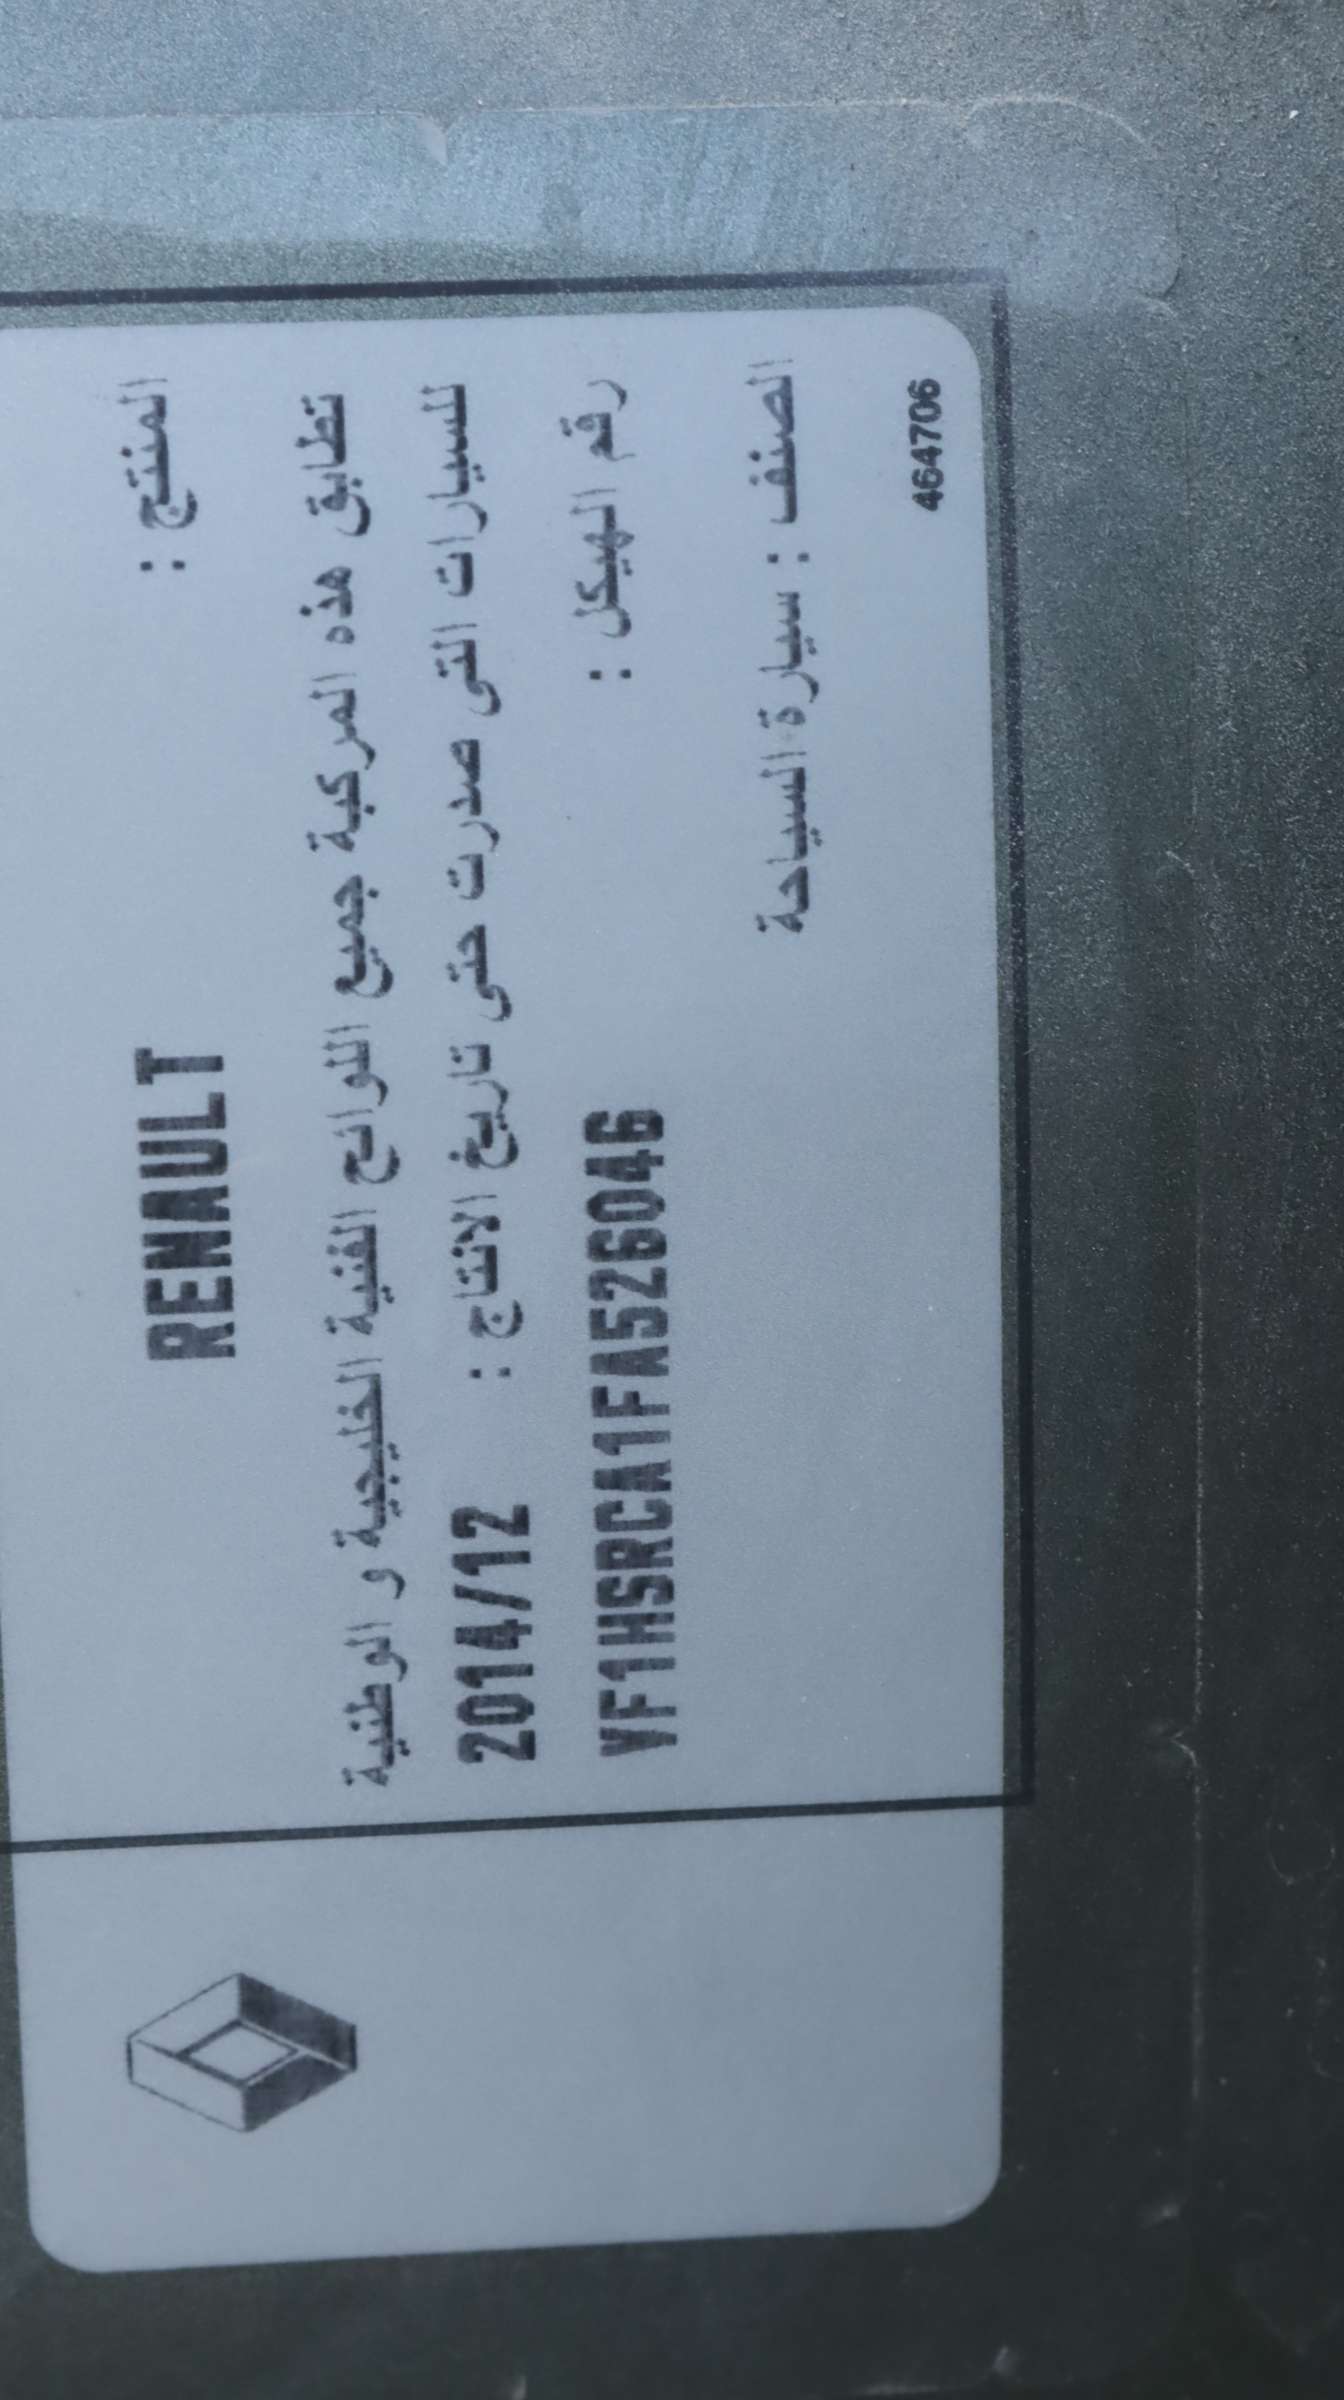 المنتج : RENAULT
تطابق هذه المركبة جميع اللوائح الفنية الخليجية و الوطنية
للسيارات التى صدرت حتى تاريخ الانتاج : 2014/12
رقم الهيكل : VF1HSRCA1FA526046
الصنف : سيارة السياحة
464706